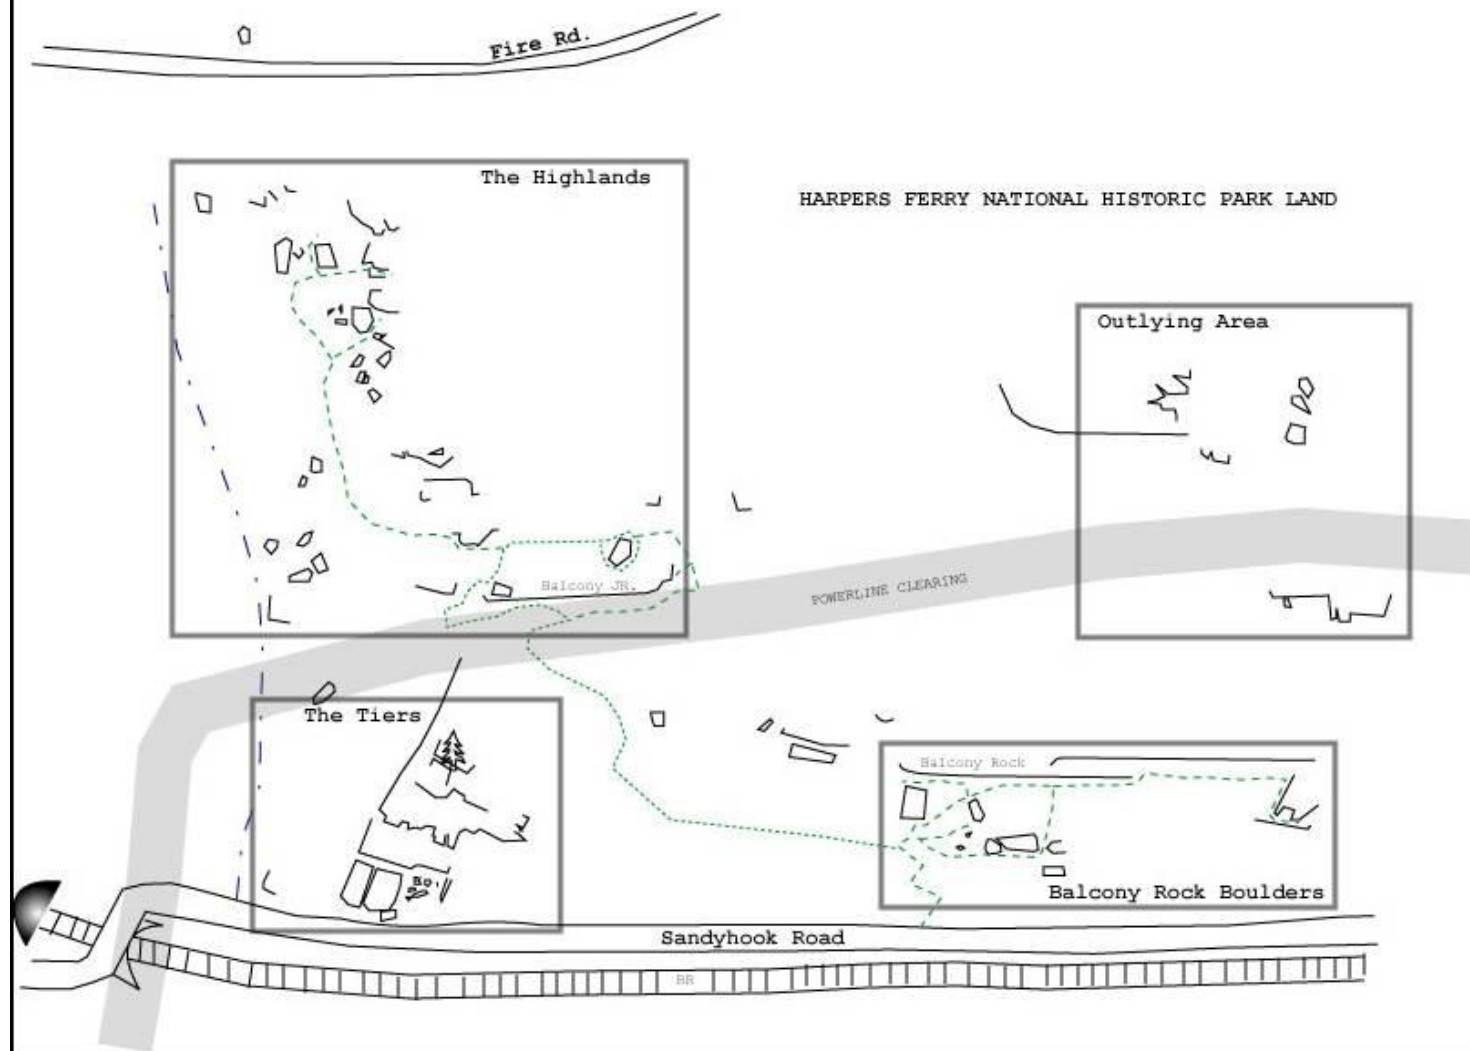 Fire Rd.
The Highlands
HARPERS FERRY NATIONAL HISTORIC PARK LAND
Outlying Area
Balcony JR.
POWERLINE CLEARING
The Tiers
Balcony Rock
Balcony Rock Boulders
Sandyhook Road
BR